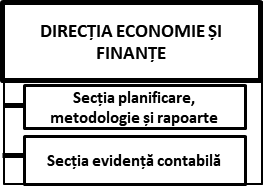 DIRECȚIA ECONOMIE ȘI
FINANȚE
Secția planificare,
metodologie și rapoarte
Secția evidență contabilă